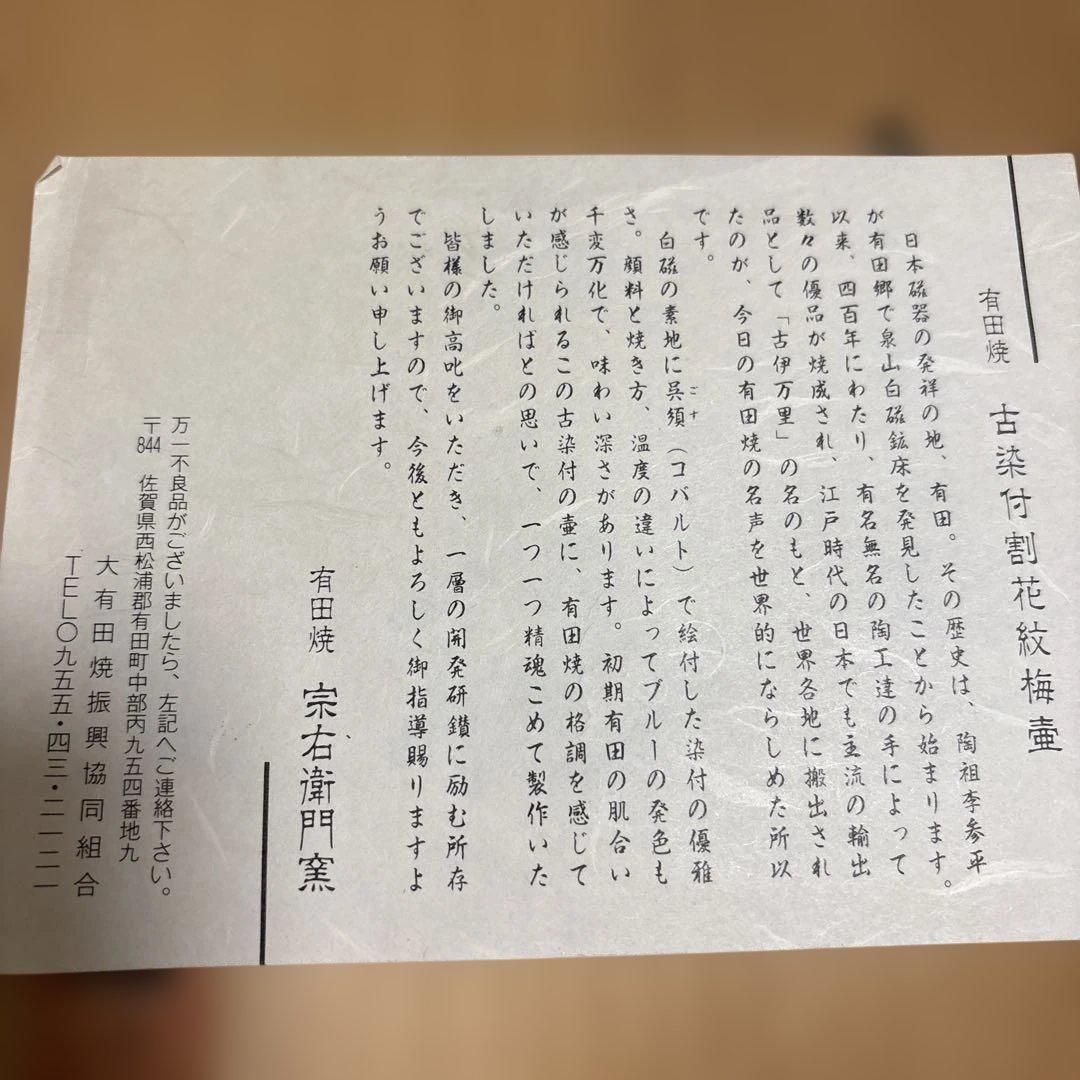 有田焼　古染付割花紋梅壷
日本磁器の発祥の地、有田。その歴史は、陶祖李参平
が有田郷で泉山白磁鉱床を発見したことから始まります。
以来、四百年にわたり、有名無名の陶工達の手によって
数々の優品が焼成され、江戸時代の日本でも主流の輸出
品として「古伊万里」の名のもと、世界各地に搬出され
たのが、今日の有田焼の名声を世界的にならしめた所以
です。
白磁の素地に呉須（コバルト）で絵付した染付の優雅
ごす
さ。顔料と焼き方、温度の違いによってブルーの発色も
千変万化で、味わい深さがあります。初期有田の肌合い
が感じられるこの古染付の壷に、有田焼の格調を感じて
いただければとの思いで、一つ一つ精魂こめて製作いた
しました。
皆様の御高叱をいただき、一層の開発研鑚に励む所存
でございますので、今後ともよろしく御指導賜りますよ
うお願い申し上げます。
有田焼　宗右衛門窯
万一不良品がございましたら、左記へご連絡下さい。
〒844　佐賀県西松浦郡有田町中部丙九五四番地九
大有田焼振興協同組合
TEL〇九五五・四三・二一二一